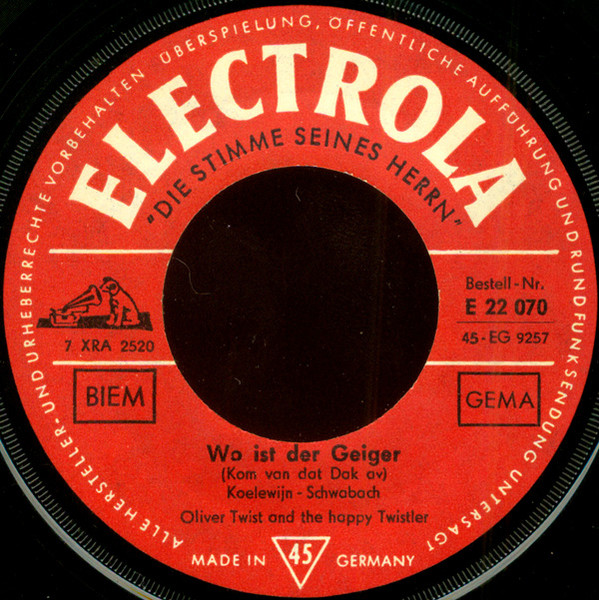 ALLE HERSTELLER-UND URHEBERRECHTE VORBEHALTEN ÜBERSPIELUNG, ÖFFENTLICHE AUFFÜHRUNG UND RUNDFUNKSENDUNG UNTERSAGT
ELECTROLA
"DIE STIMME SEINES HERRN"
Bestell-Nr.
E 22 070
7 XRA 2520
45-EG 9257
BIEM
GEMA
Wo ist der Geiger
(Kom van dat Dak av)
Koelewijn - Schwabach
Oliver Twist and the happy Twistler
MADE IN 45 GERMANY